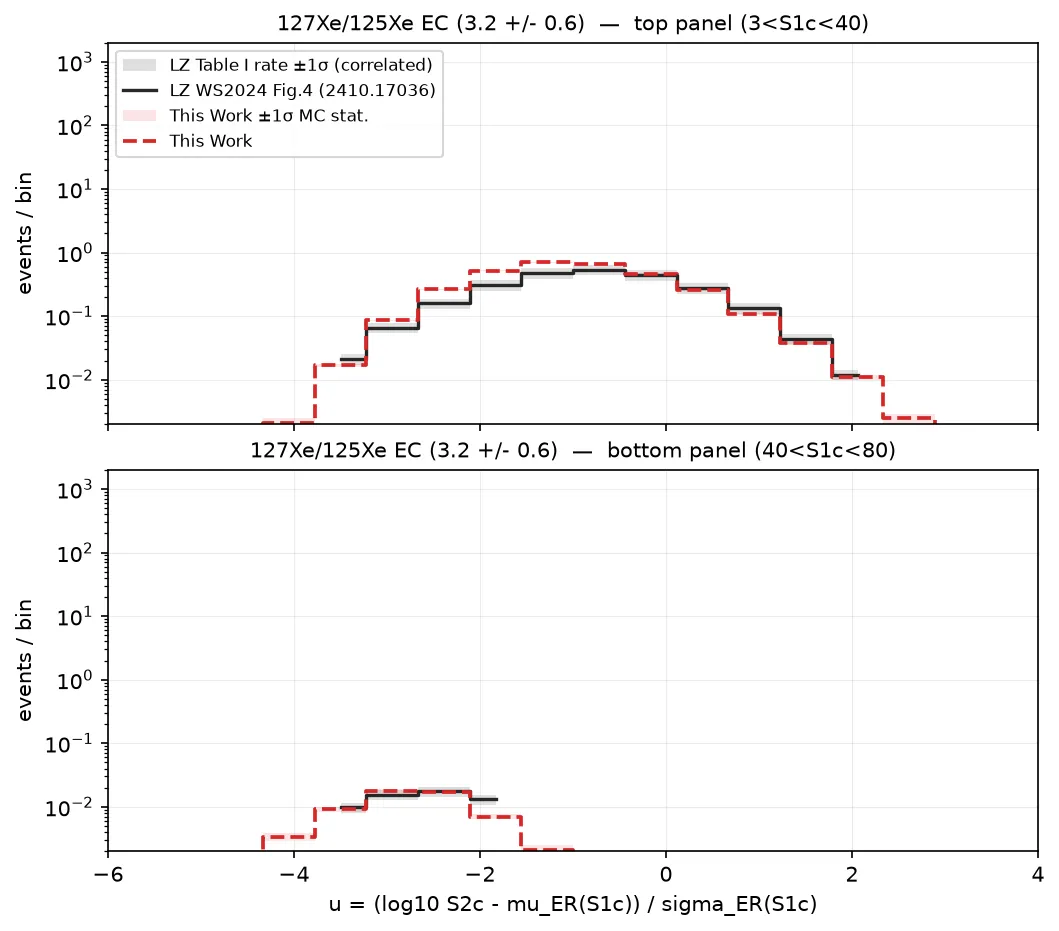 127Xe/125Xe EC (3.2 +/- 0.6)  —  top panel (3<S1c<40)
10³
10²
10¹
10⁰
10⁻¹
10⁻²
events / bin
LZ Table I rate ±1σ (correlated)
LZ WS2024 Fig.4 (2410.17036)
This Work ±1σ MC stat.
This Work
127Xe/125Xe EC (3.2 +/- 0.6)  —  bottom panel (40<S1c<80)
10³
10²
10¹
10⁰
10⁻¹
10⁻²
events / bin
−6 −4 −2 0 2 4
u = (log10 S2c - mu_ER(S1c)) / sigma_ER(S1c)